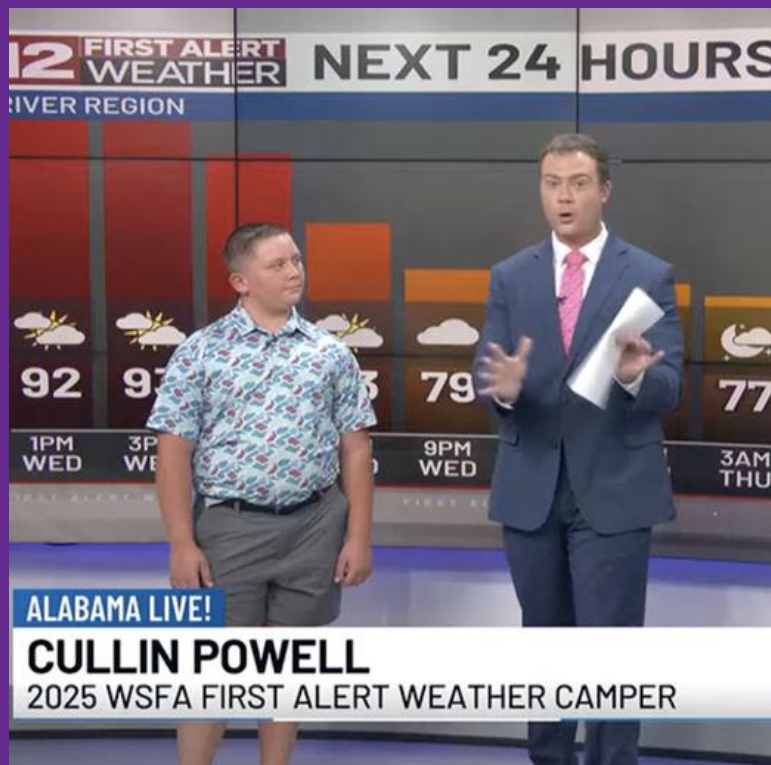 12 FIRST ALERT
WEATHER
NEXT 24 HOURS
RIVER REGION
92
79
77
1PM
WED
9PM
WED
3AM
THU
ALABAMA LIVE!
CULLIN POWELL
2025 WSFA FIRST ALERT WEATHER CAMPER